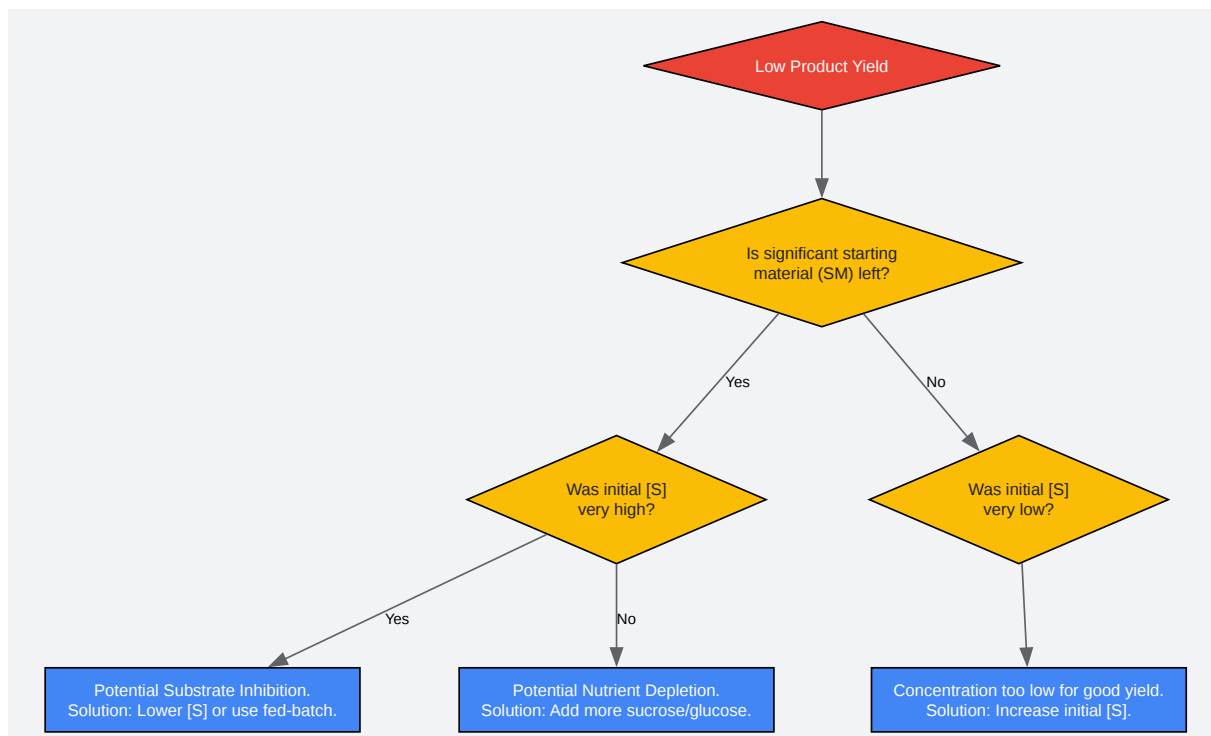 Low Product Yield
Is significant starting
material (SM) left?
Yes
No
Was initial [S]
very high?
Was initial [S]
very low?
Yes
No
Potential Substrate Inhibition.
Solution: Lower [S] or use fed-batch.
Potential Nutrient Depletion.
Solution: Add more sucrose/glucose.
Concentration too low for good yield.
Solution: Increase initial [S].